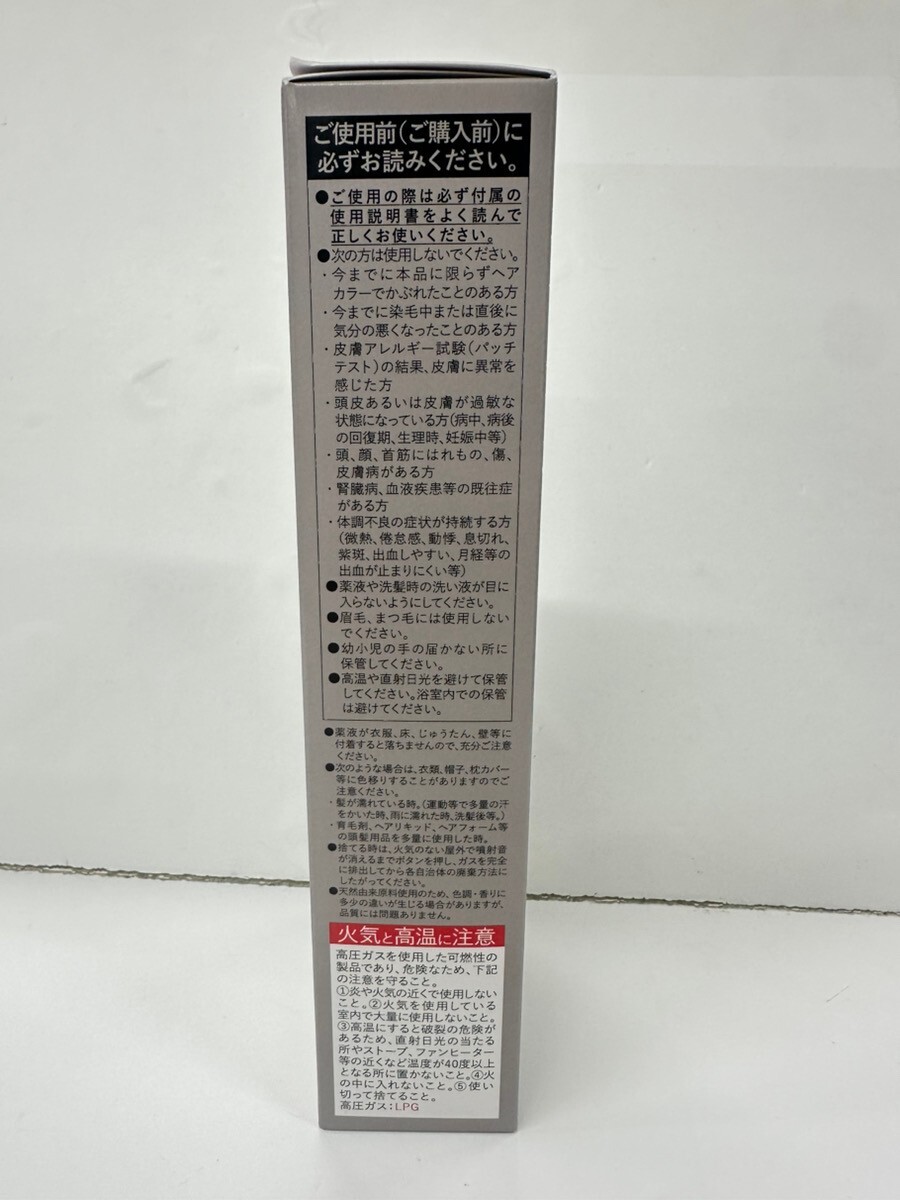 ご使用前(ご購入前)に
必ずお読みください。
●ご使用の際は必ず付属の
使用説明書をよく読んで
正しくお使いください。
●次の方は使用しないでください。
・今までに本品に限らずヘア
カラーでかぶれたことのある方
・今までに染毛中または直後に
気分の悪くなったことのある方
・皮膚アレルギー試験(パッチ
テスト)の結果、皮膚に異常を
感じた方
・頭皮あるいは皮膚が過敏な
状態になっている方(病中、病後
の回復期、生理時、妊娠中等)
・頭、顔、首筋にはれもの、傷、
皮膚病がある方
・腎臓病、血液疾患等の既往症
がある方
・体調不良の症状が持続する方
(微熱、倦怠感、動悸、息切れ、
紫斑、出血しやすい、月経等の
出血が止まりにくい等)
●薬液や洗髪時の洗い液が目に
入らないようにしてください。
●眉毛、まつ毛には使用しない
でください。
●幼小児の手の届かない所に
保管してください。
●高温や直射日光を避けて保管
してください。浴室内での保管
は避けてください。
●薬液が衣服、床、じゅうたん、壁等に
付着すると落ちませんので、充分ご注意
ください。
●次のような場合は、衣類、帽子、枕カバー
等に色移りすることがありますのでご
注意ください。
・髪が濡れている時。(運動等で多量の汗
をかいた時、雨に濡れた時、洗髪後等。)
・育毛剤、ヘアリキッド、ヘアフォーム等
の頭髪用品を多量に使用した時。
●捨てる時は、火気のない屋外で噴射音
が消えるまでボタンを押し、ガスを完全
に排出してから各自治体の廃棄方法に
したがってください。
●天然由来原料使用のため、色調・香りに
多少の違いが生じる場合がありますが、
品質には問題ありません。
火気と高温に注意
高圧ガスを使用した可燃性の
製品であり、危険なため、下記
の注意を守ること。
①炎や火気の近くで使用しない
こと。②火気を使用している
室内で大量に使用しないこと。
③高温にすると破裂の危険が
あるため、直射日光の当たる
所やストーブ、ファンヒーター
等の近くなど温度が40度以上
となる所に置かないこと。④火
の中に入れないこと。⑤使い
切って捨てること。
高圧ガス:LPG